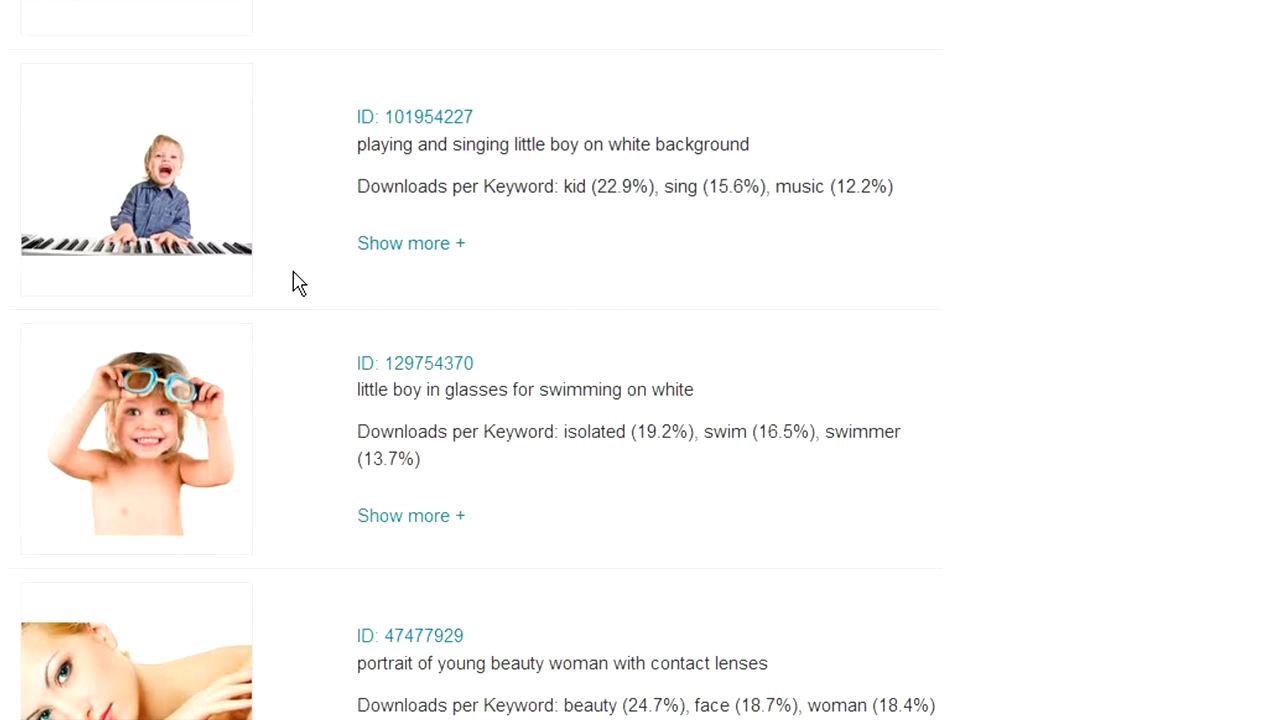 ID: 101954227
playing and singing little boy on white background
Downloads per Keyword: kid (22.9%), sing (15.6%), music (12.2%)
Show more +
ID: 129754370
little boy in glasses for swimming on white
Downloads per Keyword: isolated (19.2%), swim (16.5%), swimmer
(13.7%)
Show more +
ID: 47477929
portrait of young beauty woman with contact lenses
Downloads per Keyword: beauty (24.7%), face (18.7%), woman (18.4%)